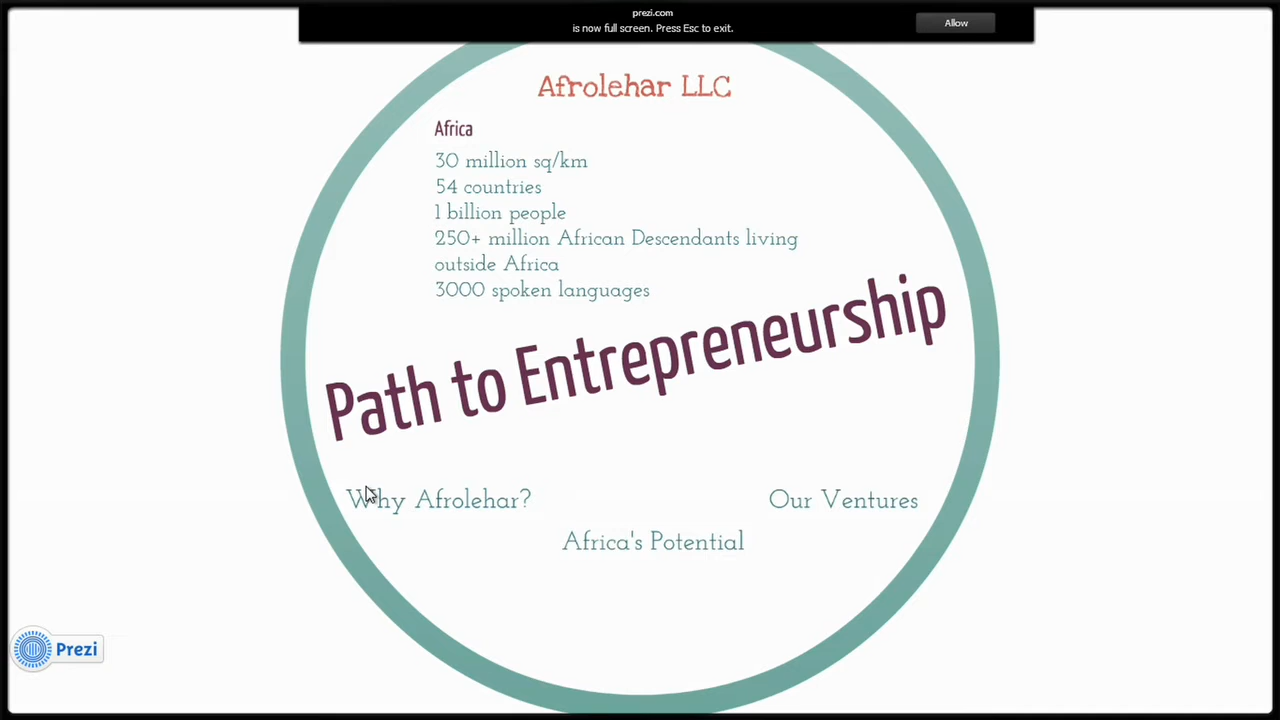 prezi.com
is now full screen. Press Esc to exit.
Allow
Afrolehar LLC
Africa
30 million sq/km
54 countries
1 billion people
250+ million African Descendants living
outside Africa
3000 spoken languages
Path to Entrepreneurship
Why Afrolehar?
Our Ventures
Africa's Potential
Prezi